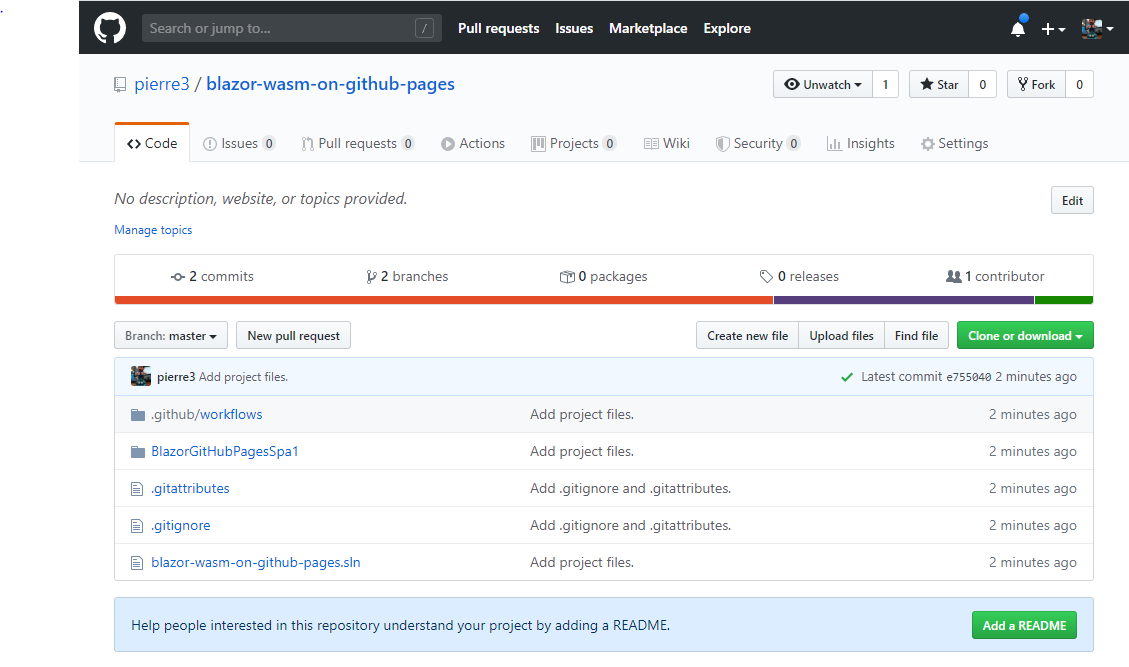 Search or jump to... / Pull requests Issues Marketplace Explore
pierre3 / blazor-wasm-on-github-pages Unwatch 1 Star 0 Fork 0
Code Issues 0 Pull requests 0 Actions Projects 0 Wiki Security 0 Insights Settings
No description, website, or topics provided. Edit
Manage topics
2 commits 2 branches 0 packages 0 releases 1 contributor
Branch: master New pull request Create new file Upload files Find file Clone or download
pierre3 Add project files. Latest commit e755040 2 minutes ago
.github/workflows Add project files. 2 minutes ago
BlazorGitHubPagesSpa1 Add project files. 2 minutes ago
.gitattributes Add .gitignore and .gitattributes. 2 minutes ago
.gitignore Add .gitignore and .gitattributes. 2 minutes ago
blazor-wasm-on-github-pages.sln Add project files. 2 minutes ago
Help people interested in this repository understand your project by adding a README. Add a README